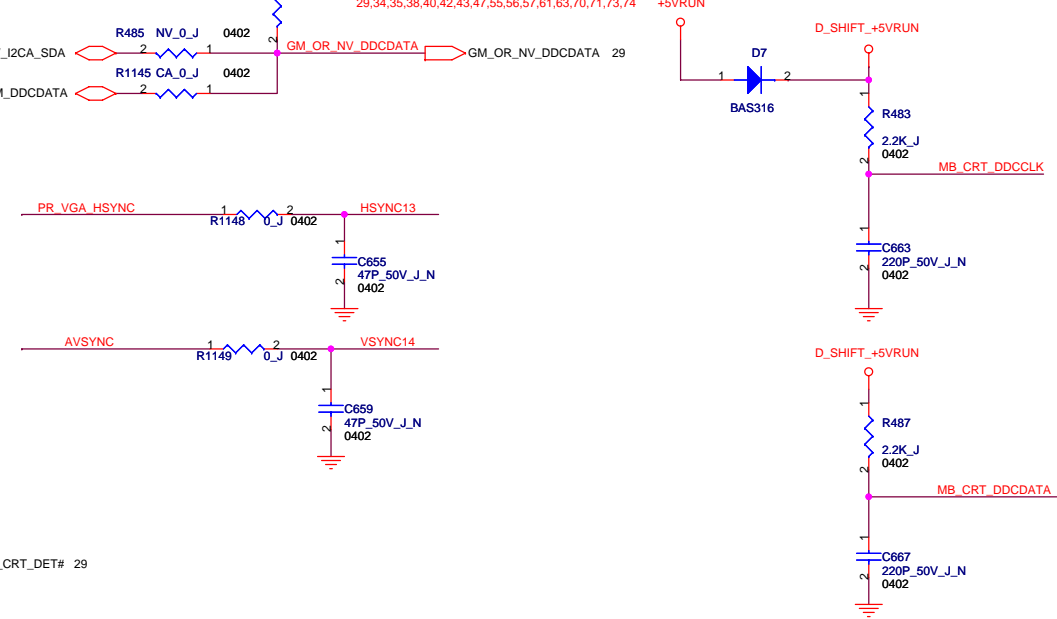 29,34,35,38,40,42,43,47,55,56,57,61,63,70,71,73,74 +5VRUN
D_SHIFT_+5VRUN
R485 NV_0_J 0402
_I2CA_SDA 2 1 2 GM_OR_NV_DDCDATA GM_OR_NV_DDCDATA 29
D7
R1145 CA_0_J 0402
1 2
M_DDCDATA 2 1
BAS316
1
R483
2.2K_J
0402
2
MB_CRT_DDCCLK
PR_VGA_HSYNC 1 2 HSYNC13
R1148 0_J 0402
1
C655
47P_50V_J_N
0402
2
1
C663
220P_50V_J_N
0402
2
AVSYNC 1 2 VSYNC14
R1149 0_J 0402
1
C659
47P_50V_J_N
0402
2
D_SHIFT_+5VRUN
1
R487
2.2K_J
0402
2
MB_CRT_DDCDATA
1
C667
220P_50V_J_N
0402
2
_CRT_DET# 29